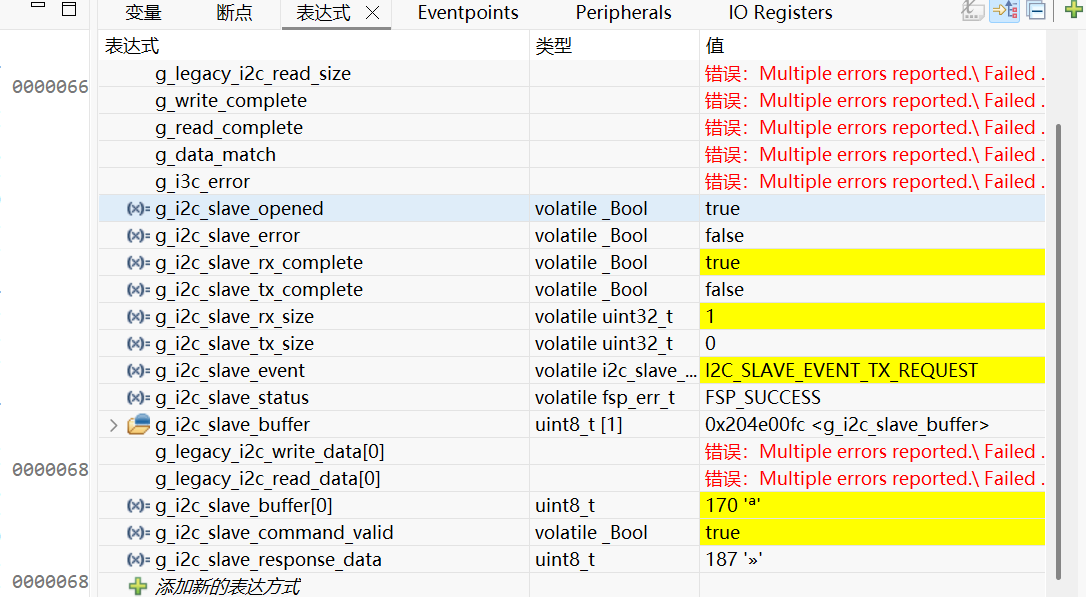 变量 断点 表达式 Eventpoints Peripherals IO Registers
表达式 类型 值
g_legacy_i2c_read_size 错误：Multiple errors reported.\ Failed .
0000066
g_write_complete 错误：Multiple errors reported.\ Failed .
g_read_complete 错误：Multiple errors reported.\ Failed .
g_data_match 错误：Multiple errors reported.\ Failed .
g_i3c_error 错误：Multiple errors reported.\ Failed .
(x)= g_i2c_slave_opened volatile _Bool true
(x)= g_i2c_slave_error volatile _Bool false
(x)= g_i2c_slave_rx_complete volatile _Bool true
(x)= g_i2c_slave_tx_complete volatile _Bool false
(x)= g_i2c_slave_rx_size volatile uint32_t 1
(x)= g_i2c_slave_tx_size volatile uint32_t 0
(x)= g_i2c_slave_event volatile i2c_slave_... I2C_SLAVE_EVENT_TX_REQUEST
(x)= g_i2c_slave_status volatile fsp_err_t FSP_SUCCESS
g_i2c_slave_buffer uint8_t [1] 0x204e00fc <g_i2c_slave_buffer>
g_legacy_i2c_write_data[0] 错误：Multiple errors reported.\ Failed .
0000068 g_legacy_i2c_read_data[0] 错误：Multiple errors reported.\ Failed .
(x)= g_i2c_slave_buffer[0] uint8_t 170 'ª'
(x)= g_i2c_slave_command_valid volatile _Bool true
(x)= g_i2c_slave_response_data uint8_t 187 '»'
0000068 添加新的表达方式